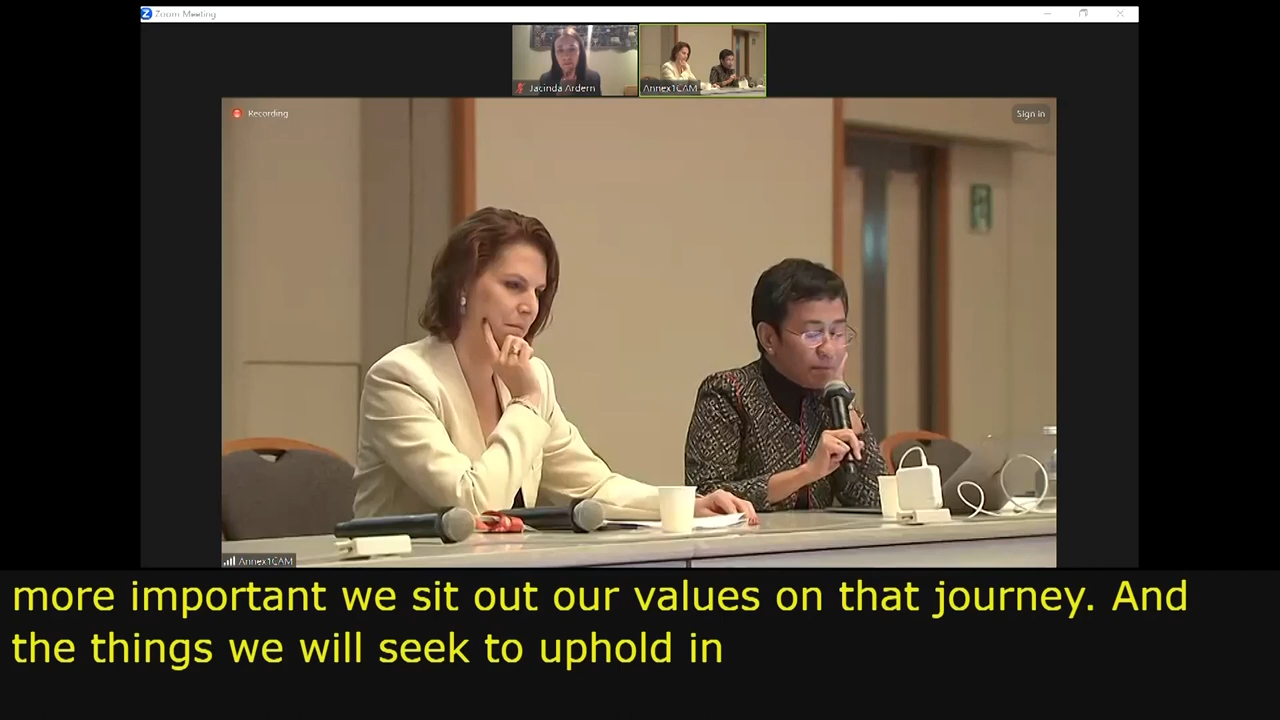 Zoom Meeting
Jacinda Ardern
Annex1CAM
Recording
Sign in
Annex1CAM
more important we sit out our values on that journey. And
the things we will seek to uphold in